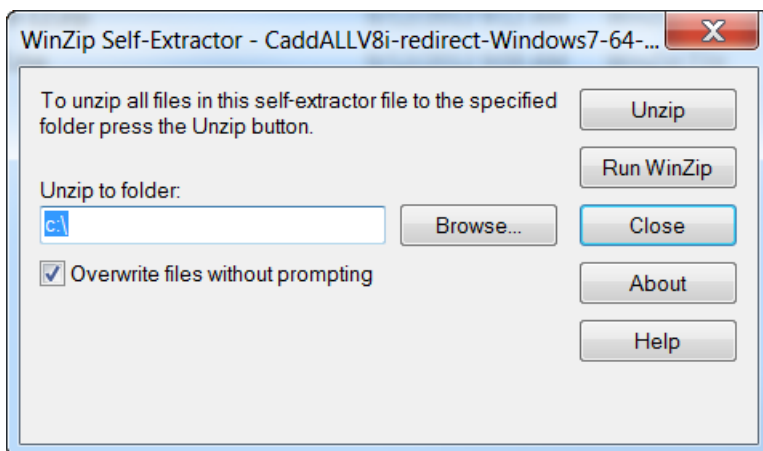 WinZip Self-Extractor - CaddALLV8i-redirect-Windows7-64-...
To unzip all files in this self-extractor file to the specified
folder press the Unzip button.
Unzip
Run WinZip
Unzip to folder:
c:\
Browse...
Close
Overwrite files without prompting
About
Help